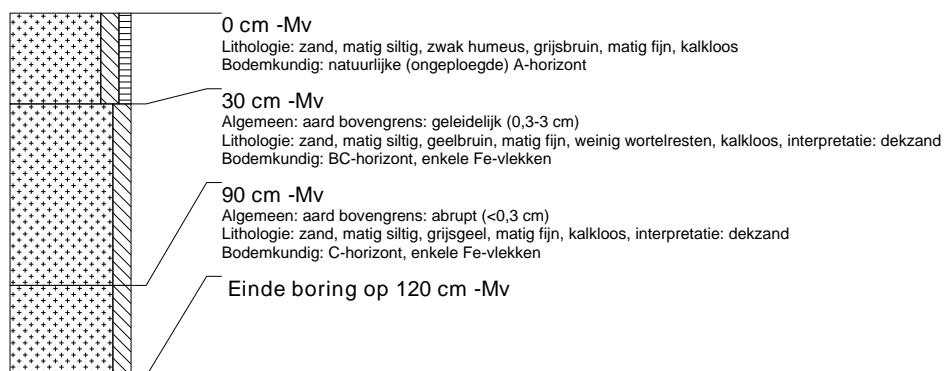 0 cm -Mv
Lithologie: zand, matig siltig, zwak humeus, grijsbruin, matig fijn, kalkloos
Bodemkundig: natuurlijke (ongeploegde) A-horizont
30 cm -Mv
Algemeen: aard bovengrens: geleidelijk (0,3-3 cm)
Lithologie: zand, matig siltig, geelbruin, matig fijn, weinig wortelresten, kalkloos, interpretatie: dekzand
Bodemkundig: BC-horizont, enkele Fe-vlekken
90 cm -Mv
Algemeen: aard bovengrens: abrupt (<0,3 cm)
Lithologie: zand, matig siltig, grijsgeel, matig fijn, kalkloos, interpretatie: dekzand
Bodemkundig: C-horizont, enkele Fe-vlekken
Einde boring op 120 cm -Mv